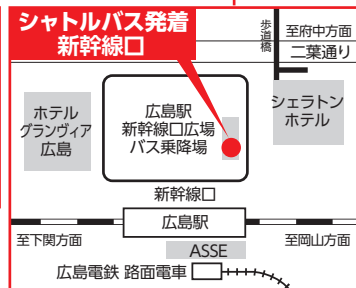 シャトルバス発着
新幹線口
歩道橋
至府中方面
二葉通り
ホテル
グランヴィア
広島
広島駅
新幹線口広場
バス乗降場
シェラトン
ホテル
新幹線口
広島駅
至下関方面
至岡山方面
ASSE
広島電鉄 路面電車